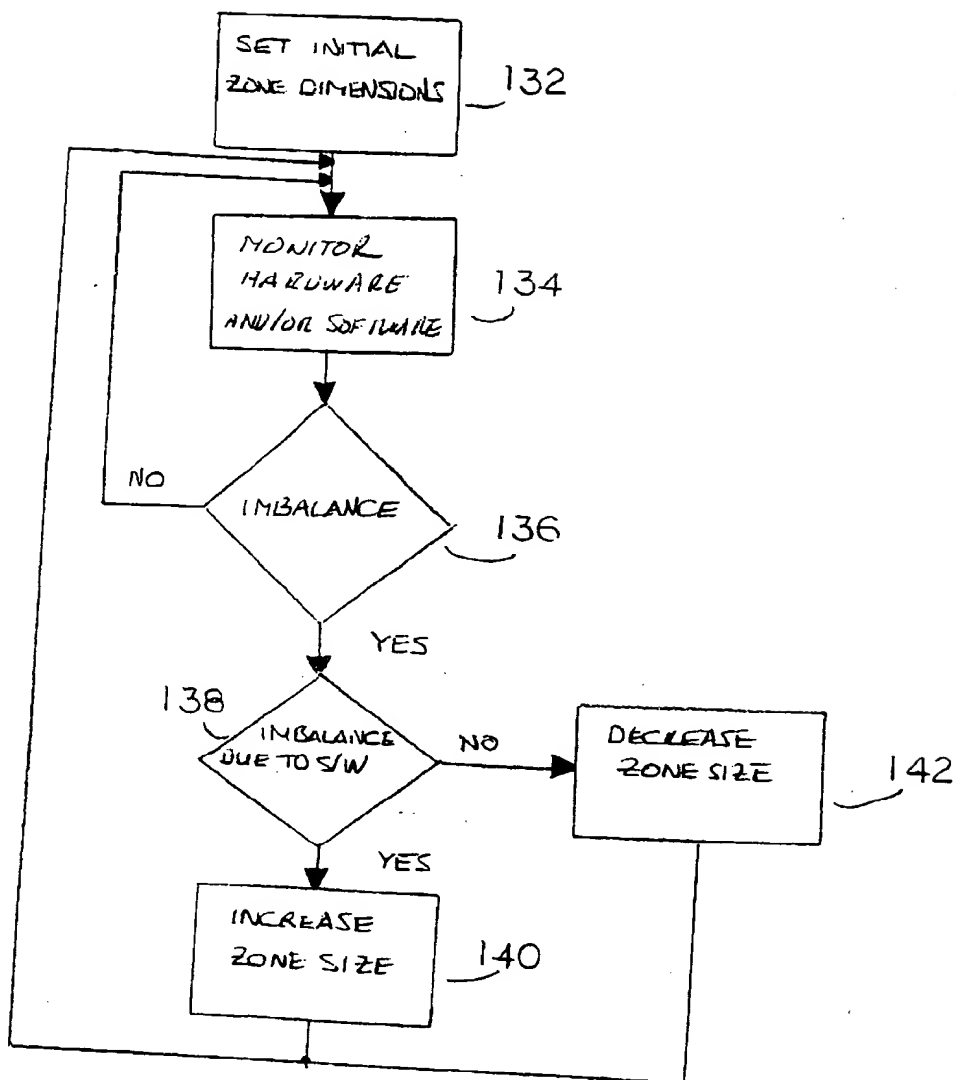 SET INITIAL
ZONE DIMENSIONS
132
MONITOR
HARDWARE
AND/OR SOFTWARE
134
NO
IMBALANCE
136
YES
138
IMBALANCE
DUE TO S/W
NO
DECREASE
ZONE SIZE
142
YES
INCREASE
ZONE SIZE
140